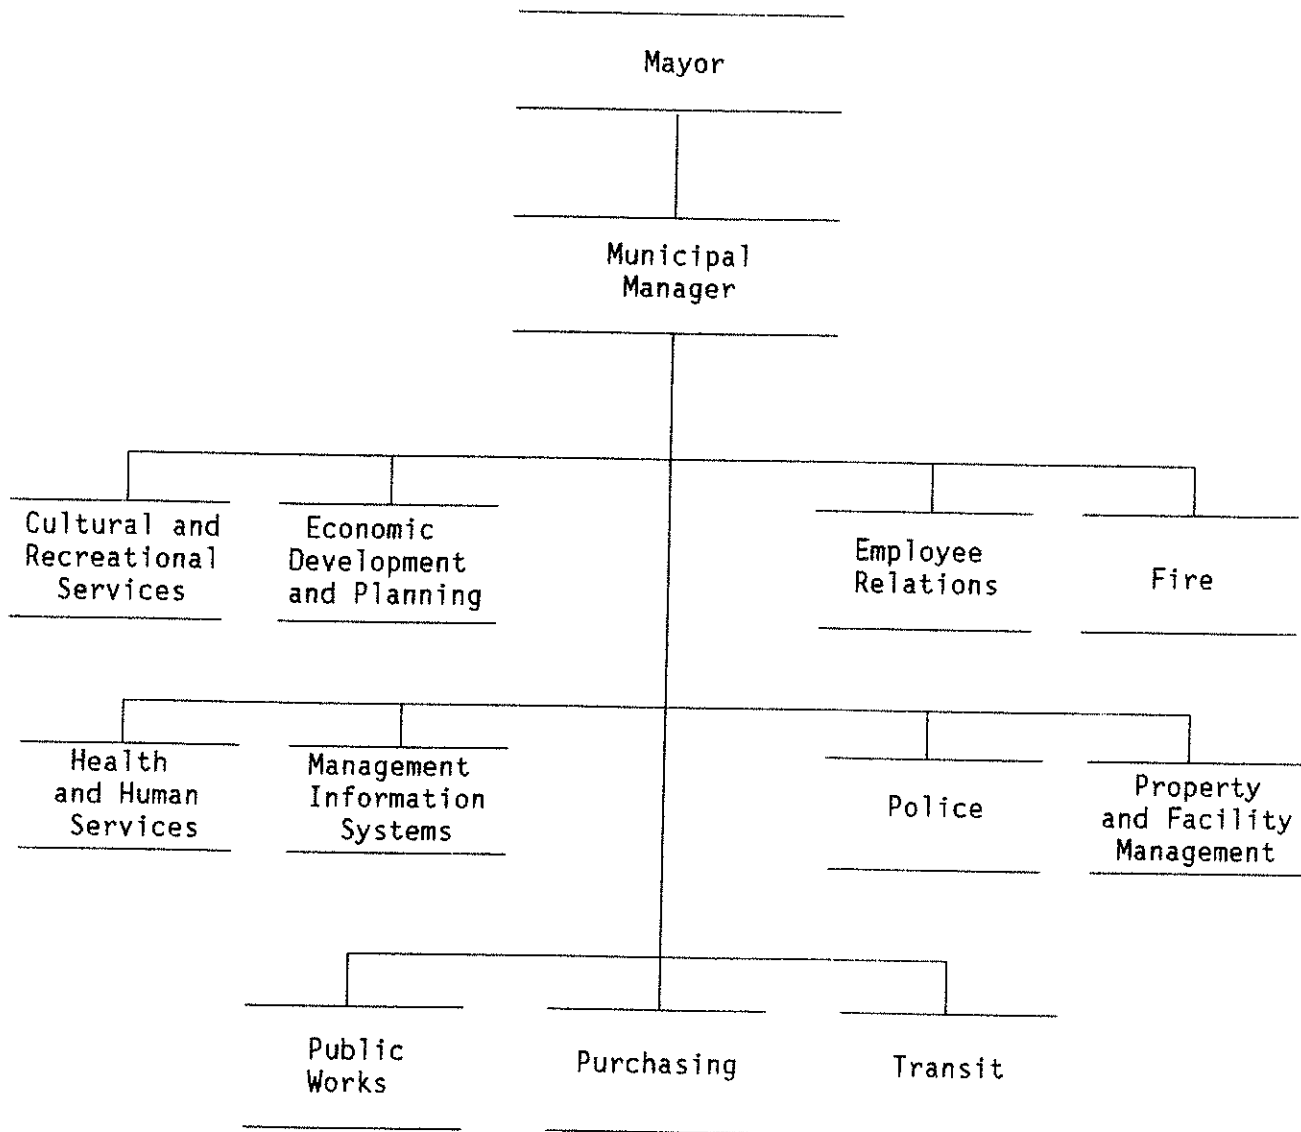 Mayor
Municipal
Manager
Cultural and
Recreational
Services
Economic
Development
and Planning
Employee
Relations
Fire
Health
and Human
Services
Management
Information
Systems
Police
Property
and Facility
Management
Public
Works
Purchasing
Transit